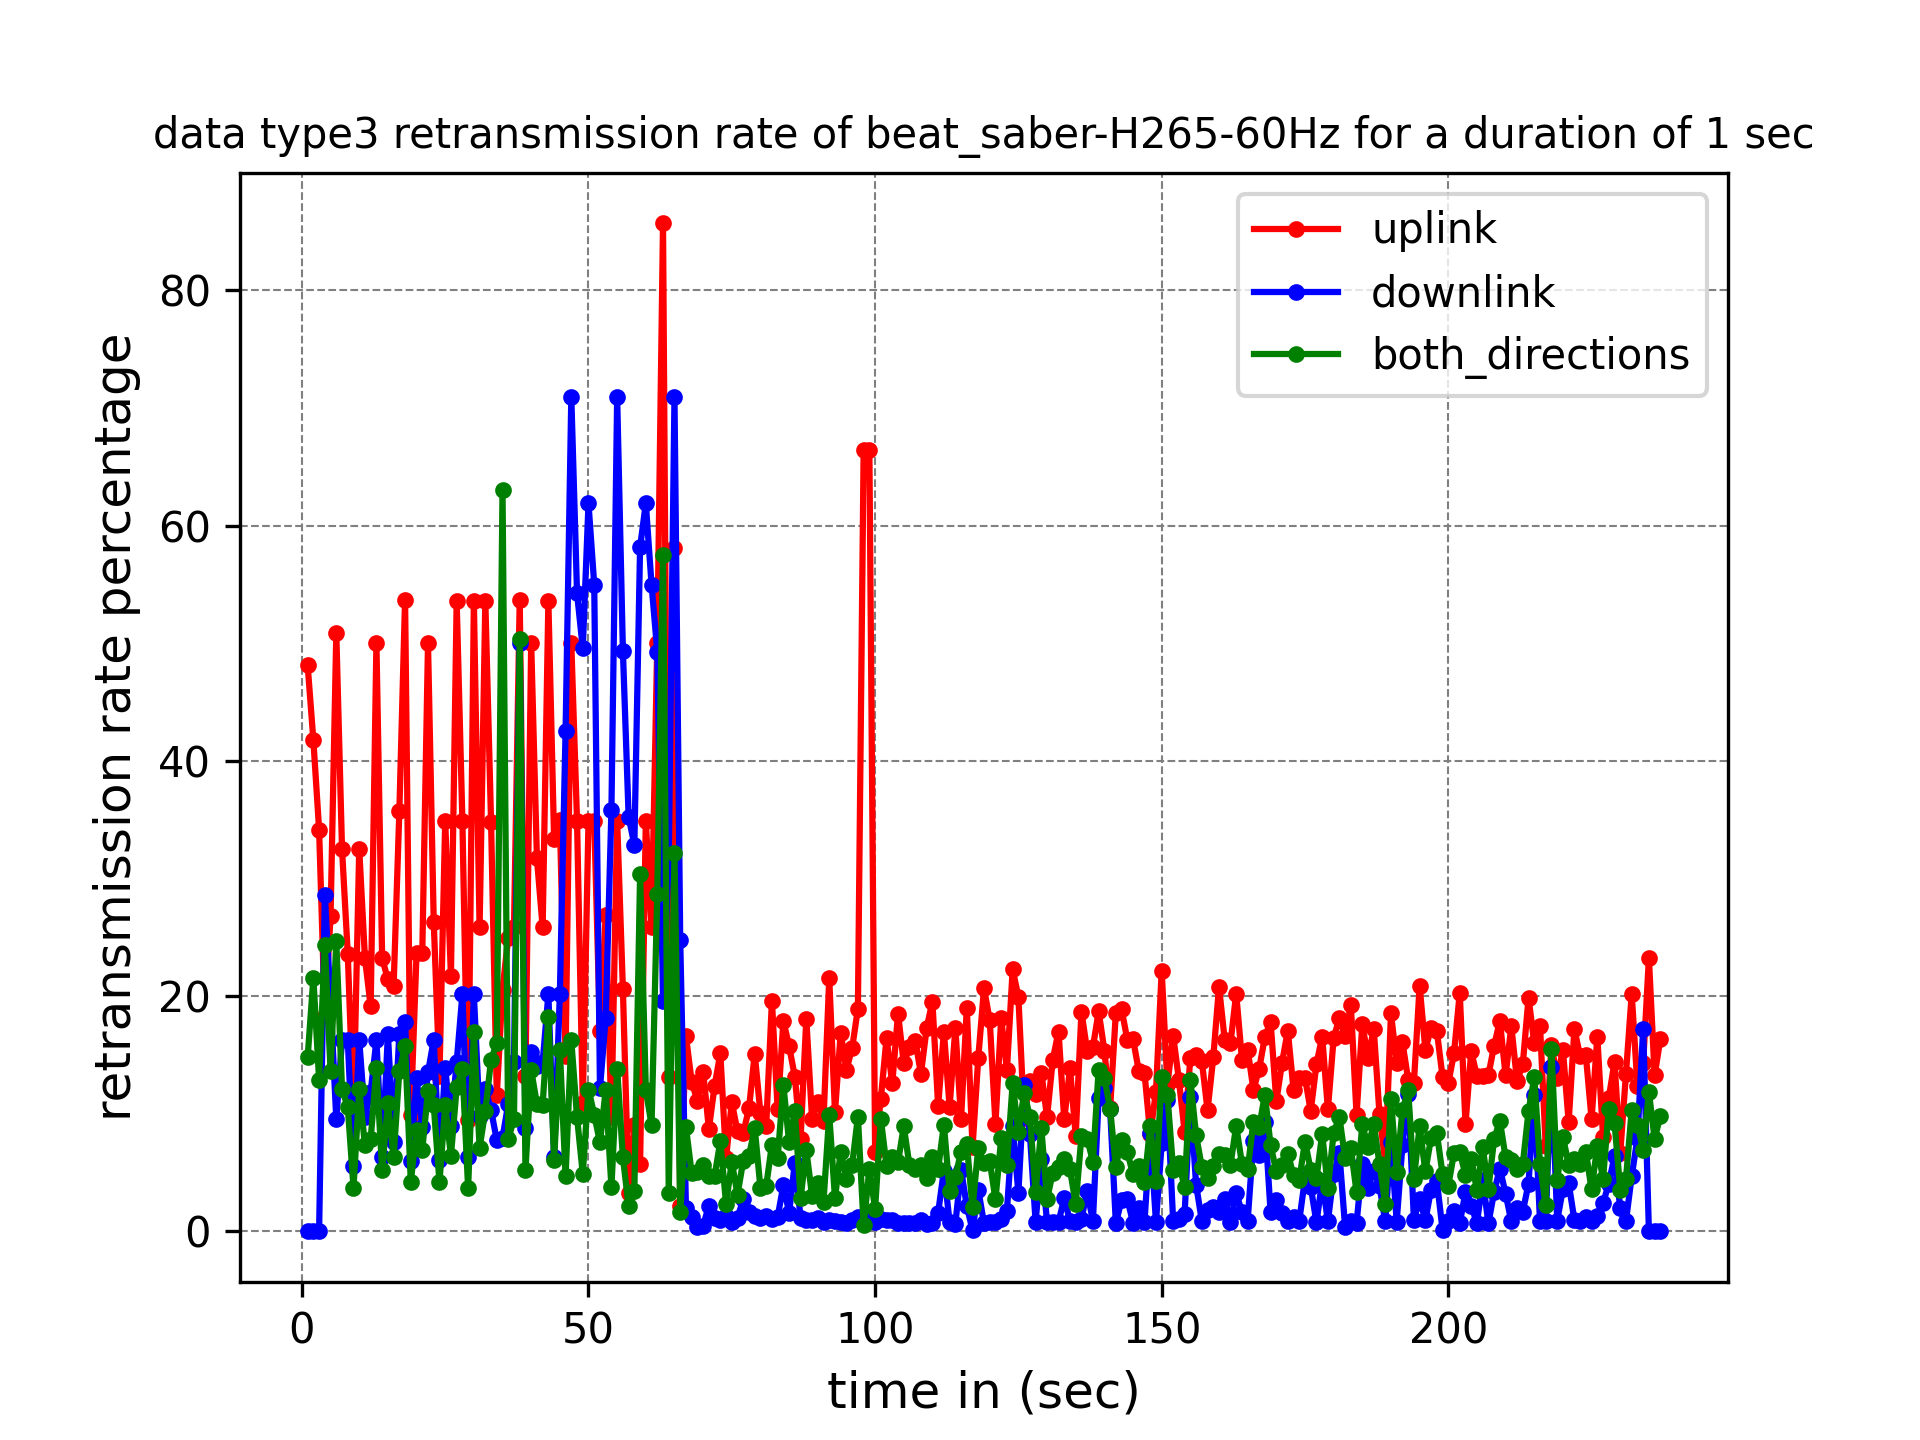 data type3 retransmission rate of beat_saber-H265-60Hz for a duration of 1 sec
uplink
downlink
both_directions
retransmission rate percentage
80
60
40
20
0
0 50 100 150 200
time in (sec)